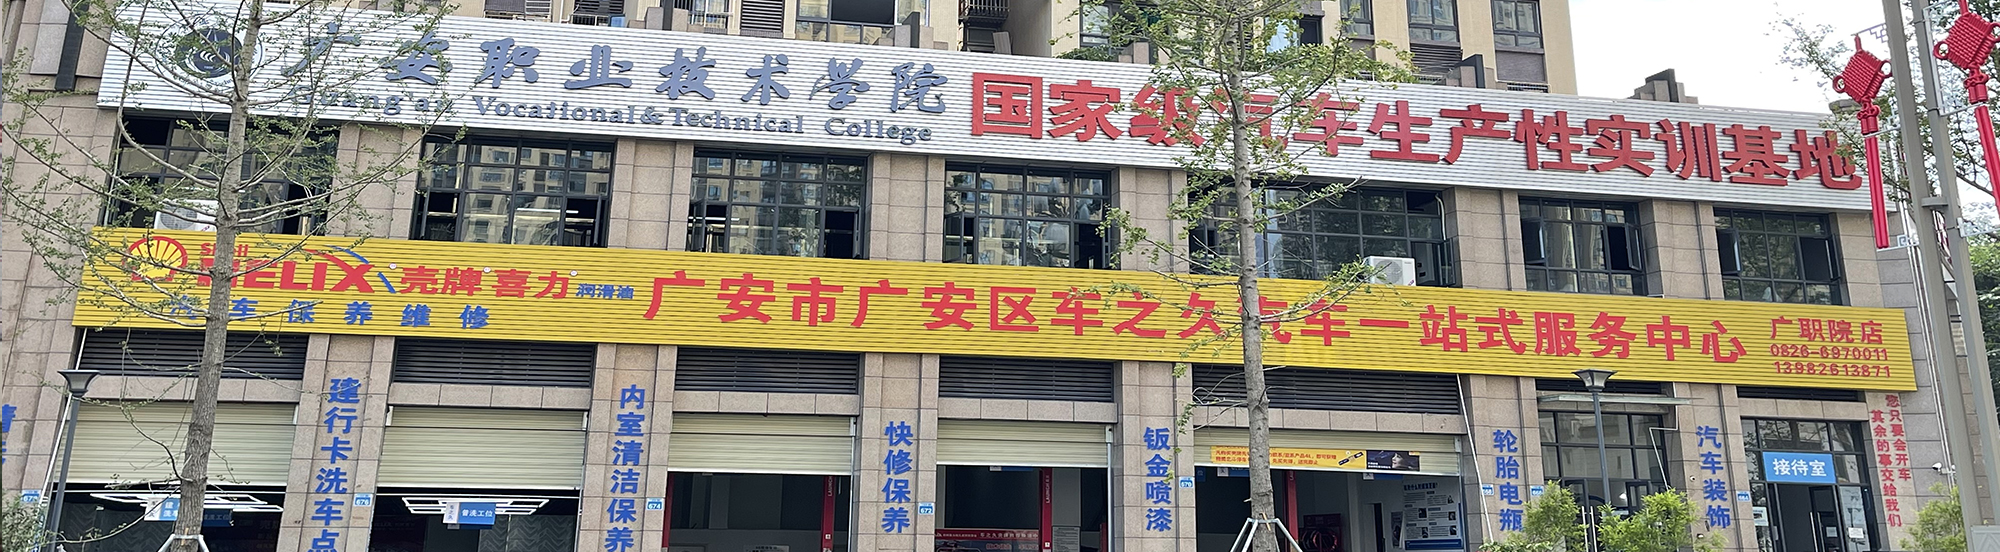 广安职业技术学院
Guang'an Vocational & Technical College
国家级汽车生产性实训基地
Shell
HELIX 壳牌喜力润滑油
汽车保养维修
广安市广安区车之久汽车一站式服务中心
广职院店
0826-6970011
13982613871
建行卡洗车点
内室清洁保养
快修保养
钣金喷漆
轮胎电瓶
汽车装饰
您只要会开车
其余的事交给我们
接待室
普洗工位